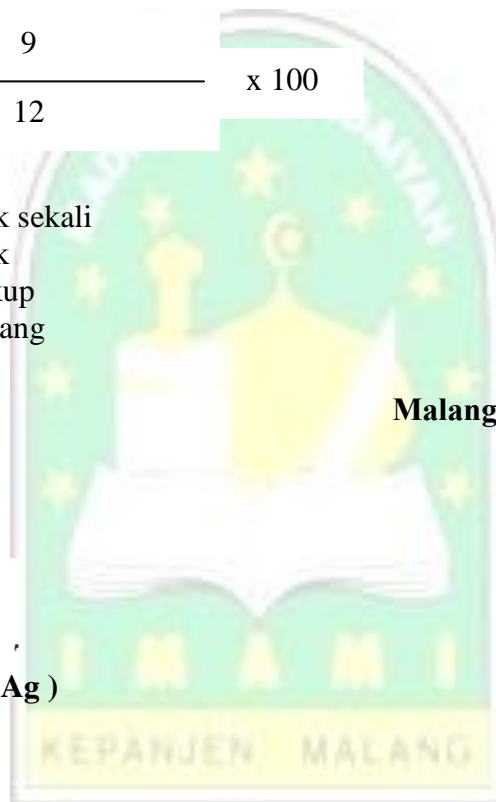 9
x 100
12
k sekali
k
kup
ang
Malang
Ag )
I M A M I
KEPANJEN MALANG